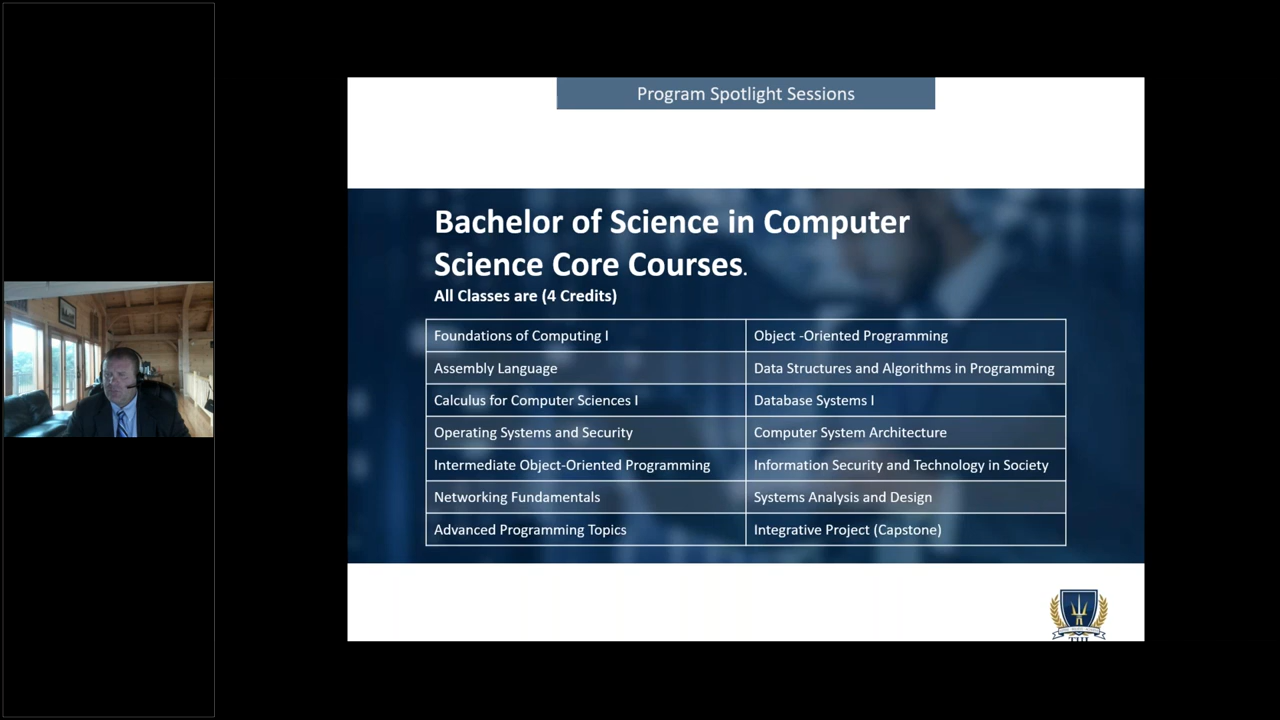 Program Spotlight Sessions
Bachelor of Science in Computer
Science Core Courses.
All Classes are (4 Credits)
Foundations of Computing I
Object -Oriented Programming
Assembly Language
Data Structures and Algorithms in Programming
Calculus for Computer Sciences I
Database Systems I
Operating Systems and Security
Computer System Architecture
Intermediate Object-Oriented Programming
Information Security and Technology in Society
Networking Fundamentals
Systems Analysis and Design
Advanced Programming Topics
Integrative Project (Capstone)